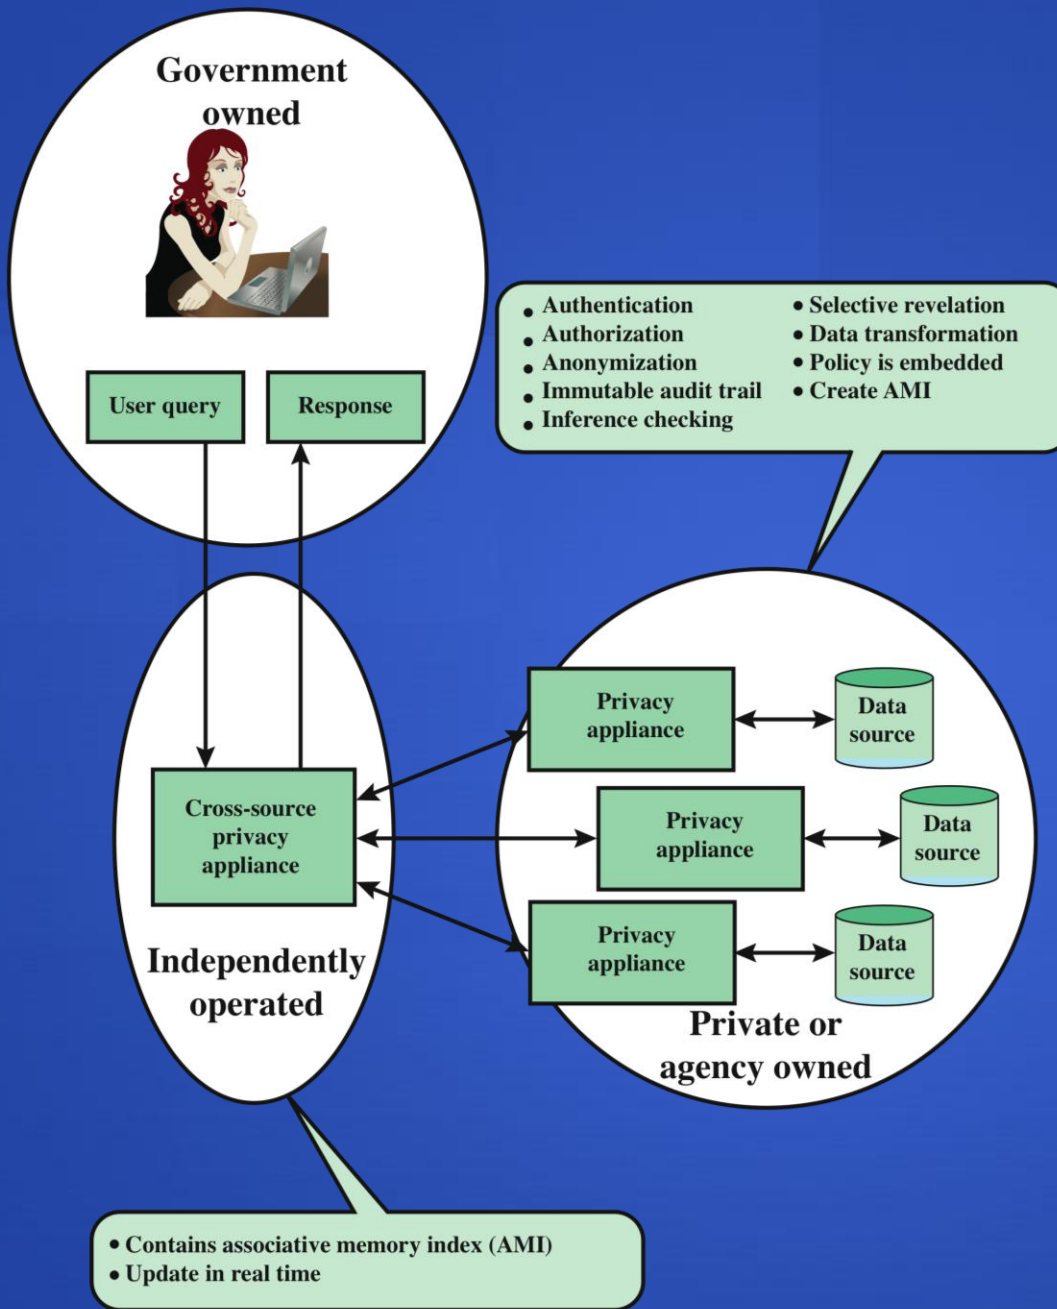 Government
owned
User query
Response
• Authentication
• Authorization
• Anonymization
• Immutable audit trail
• Inference checking
• Selective revelation
• Data transformation
• Policy is embedded
• Create AMI
Cross-source
privacy
appliance
Independently
operated
Privacy
appliance
Data
source
Privacy
appliance
Data
source
Privacy
appliance
Data
source
Private or
agency owned
• Contains associative memory index (AMI)
• Update in real time